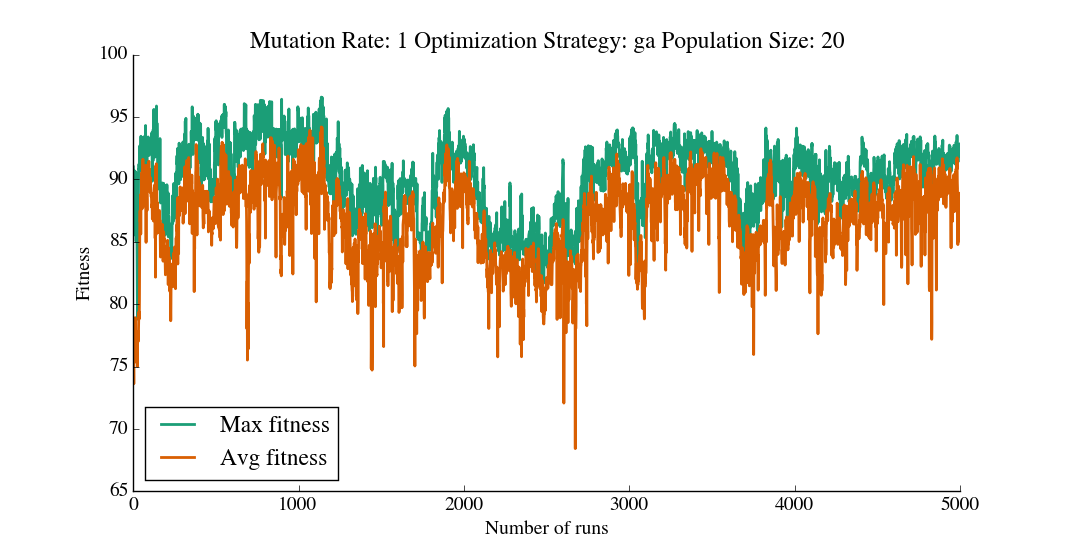 Mutation Rate: 1 Optimization Strategy: ga Population Size: 20
100
95
90
85
80
75
70
65
Fitness
Max fitness
Avg fitness
0 1000 2000 3000 4000 5000
Number of runs